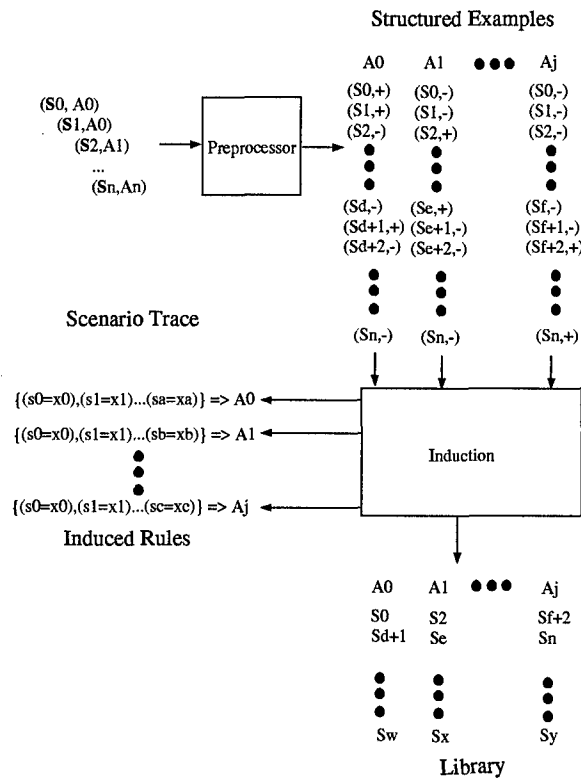 Structured Examples
A0 A1 Aj
(S0,+) (S0,-) (S0,-)
(S1,+) (S1,-) (S1,-)
(S2,-) (S2,+) (S2,-)
(S0, A0)
(S1,A0)
(S2,A1)
...
(Sn,An)
Preprocessor
(Sd,-) (Se,+) (Sf,-)
(Sd+1,+) (Se+1,-) (Sf+1,-)
(Sd+2,-) (Se+2,-) (Sf+2,+)
Scenario Trace
(Sn,-) (Sn,-) (Sn,+)
{(s0=x0),(s1=x1)...(sa=xa)} => A0
{(s0=x0),(s1=x1)...(sb=xb)} => A1
{(s0=x0),(s1=x1)...(sc=xc)} => Aj
Induced Rules
Induction
A0 A1 Aj
S0 S2 Sf+2
Sd+1 Se Sn
Sw Sx Sy
Library